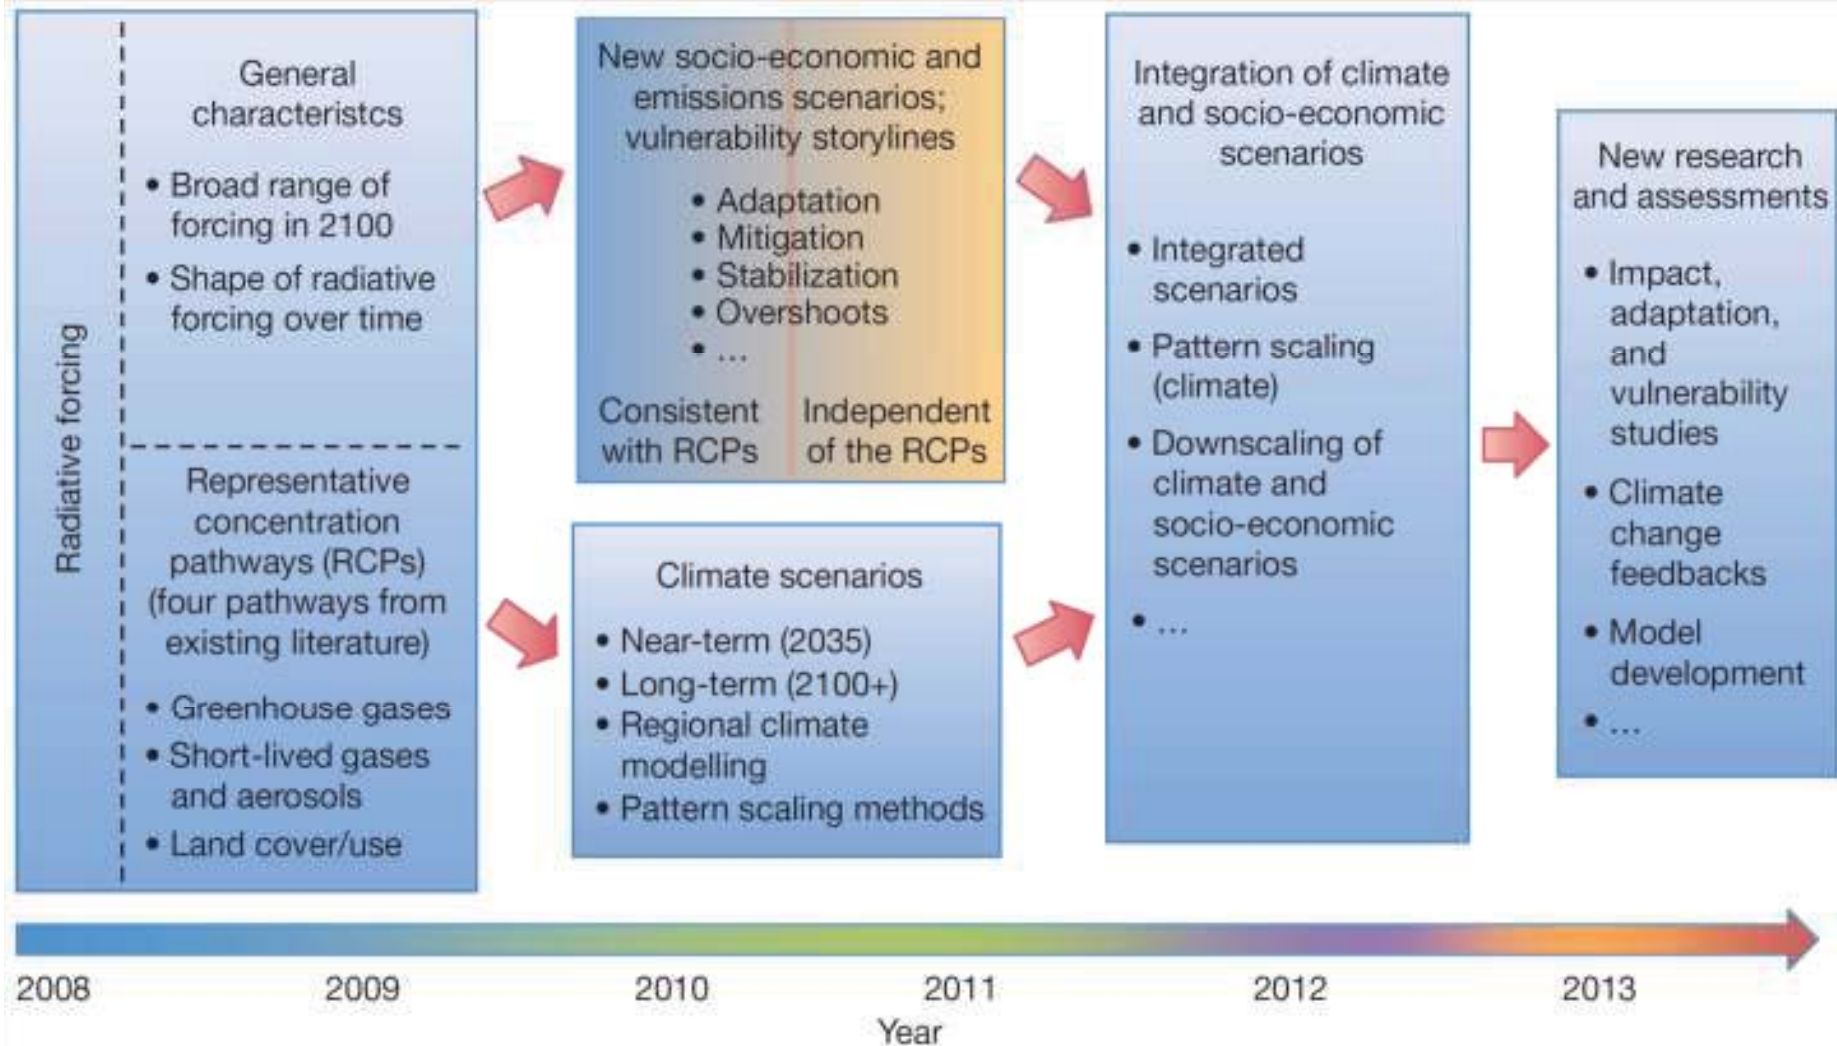 Radiative forcing
General
characteristcs
• Broad range of
forcing in 2100
• Shape of radiative
forcing over time
Representative
concentration
pathways (RCPs)
(four pathways from
existing literature)
• Greenhouse gases
• Short-lived gases
and aerosols
• Land cover/use
New socio-economic and
emissions scenarios;
vulnerability storylines
• Adaptation
• Mitigation
• Stabilization
• Overshoots
• ...
Consistent
with RCPs
Independent
of the RCPs
Climate scenarios
• Near-term (2035)
• Long-term (2100+)
• Regional climate
modelling
• Pattern scaling methods
Integration of climate
and socio-economic
scenarios
• Integrated
scenarios
• Pattern scaling
(climate)
• Downscaling of
climate and
socio-economic
scenarios
• ...
New research
and assessments
• Impact,
adaptation,
and
vulnerability
studies
• Climate
change
feedbacks
• Model
development
• ...
2008 2009 2010 2011 2012 2013
Year